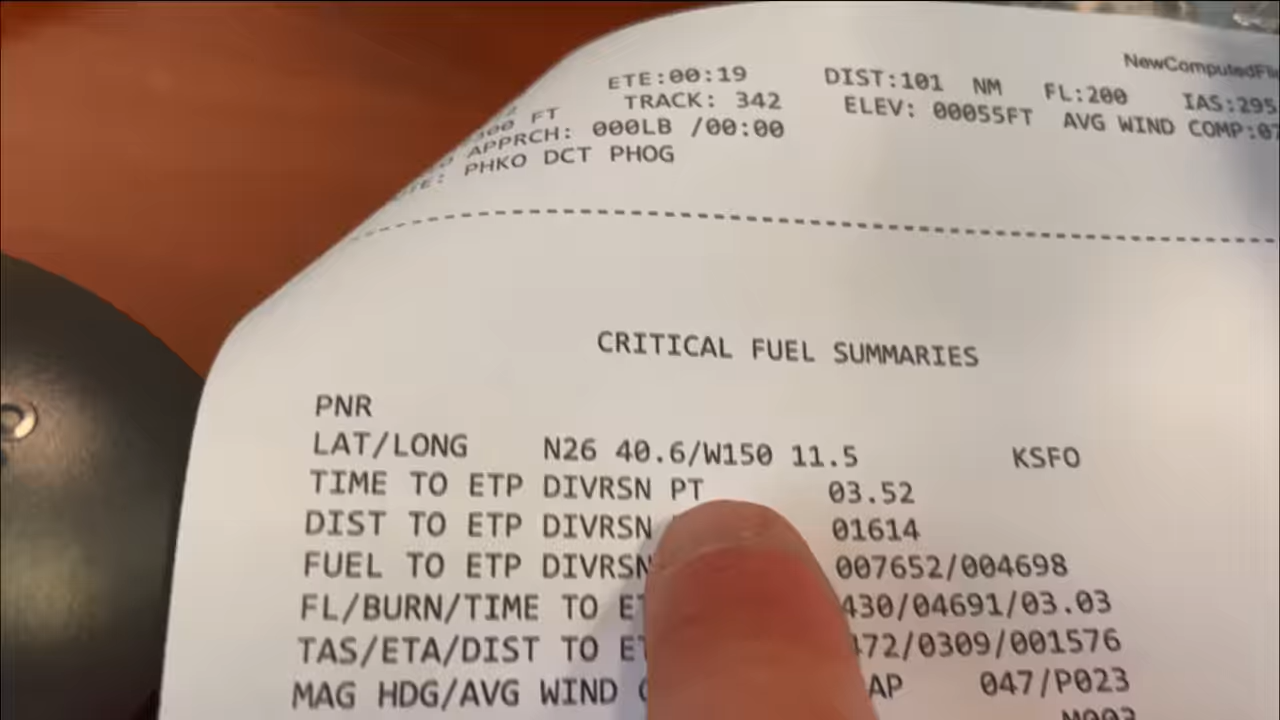 NewComputedFli
ETE:00:19 DIST:101 NM FL:200 IAS:295
FT TRACK: 342 ELEV: 00055FT AVG WIND COMP:
APPRCH: 000LB /00:00
PHKO DCT PHOG
CRITICAL FUEL SUMMARIES
PNR
LAT/LONG N26 40.6/W150 11.5 KSFO
TIME TO ETP DIVRSN PT 03.52
DIST TO ETP DIVRSN 01614
FUEL TO ETP DIVRSN 007652/004698
FL/BURN/TIME TO 430/04691/03.03
TAS/ETA/DIST TO 472/0309/001576
MAG HDG/AVG WIND AP 047/P023
M003